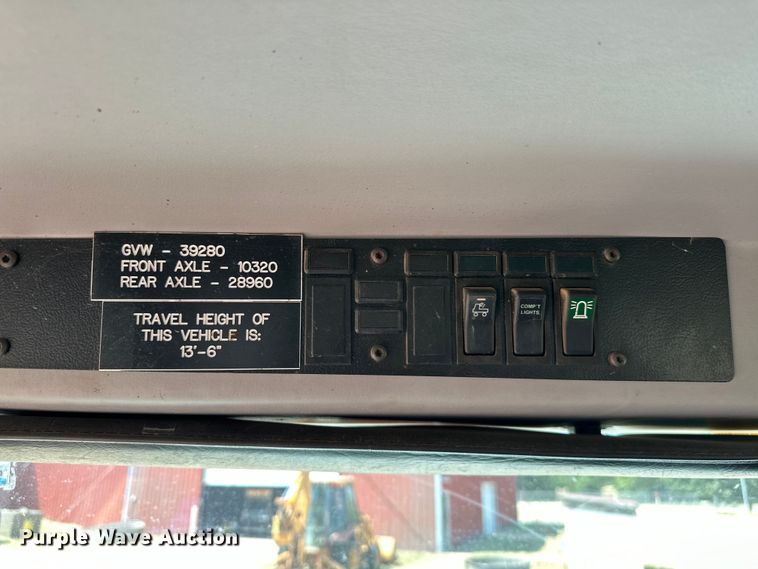 GVW - 39280
FRONT AXLE - 10320
REAR AXLE - 28960
TRAVEL HEIGHT OF
THIS VEHICLE IS:
13'-6"
COMP'T
LIGHTS
Purple Wave Auction